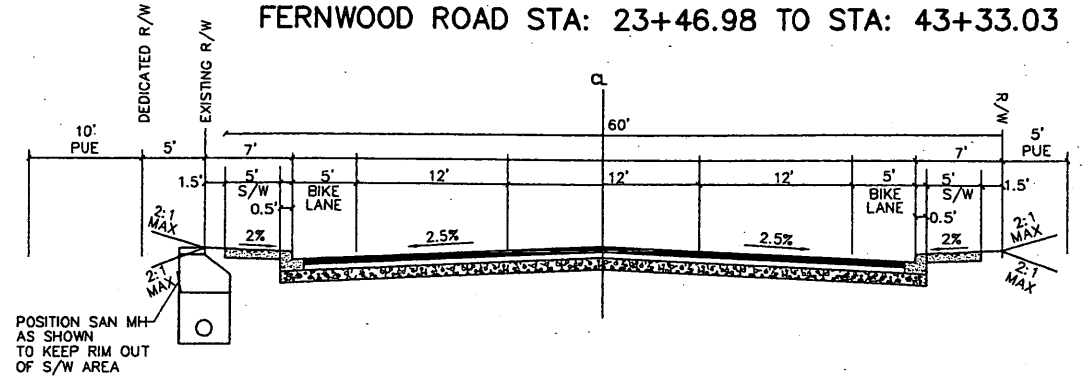 FERNWOOD ROAD STA: 23+46.98 TO STA: 43+33.03
DEDICATED R/W
EXISTING R/W
CL
R/W
60'
10'
PUE
5'
7'
7'
5'
PUE
1.5'
5'
S/W
0.5'
5'
BIKE
LANE
12'
12'
12'
5'
BIKE
LANE
5'
S/W
0.5'
1.5'
2:1
MAX
2:1
MAX
2%
2.5%
2.5%
2%
2:1
MAX
2:1
MAX
POSITION SAN MH
AS SHOWN
TO KEEP RIM OUT
OF S/W AREA